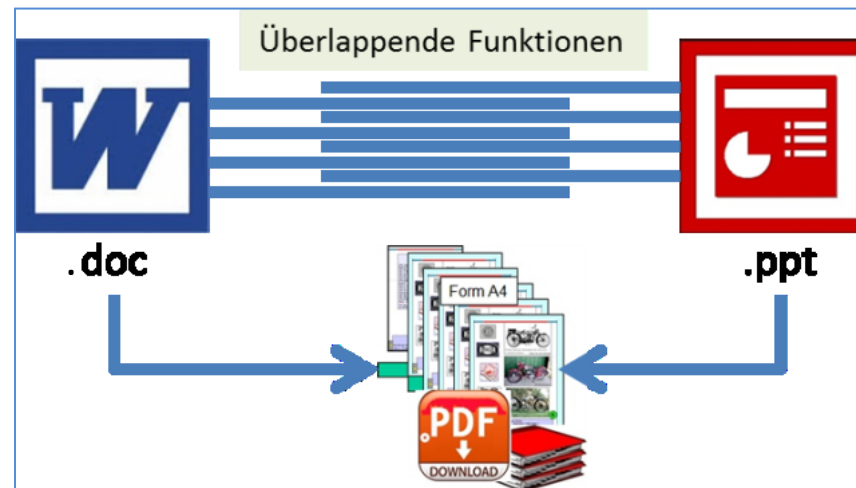 Überlappende Funktionen
W
.doc
.ppt
Form A4
.PDF
DOWNLOAD